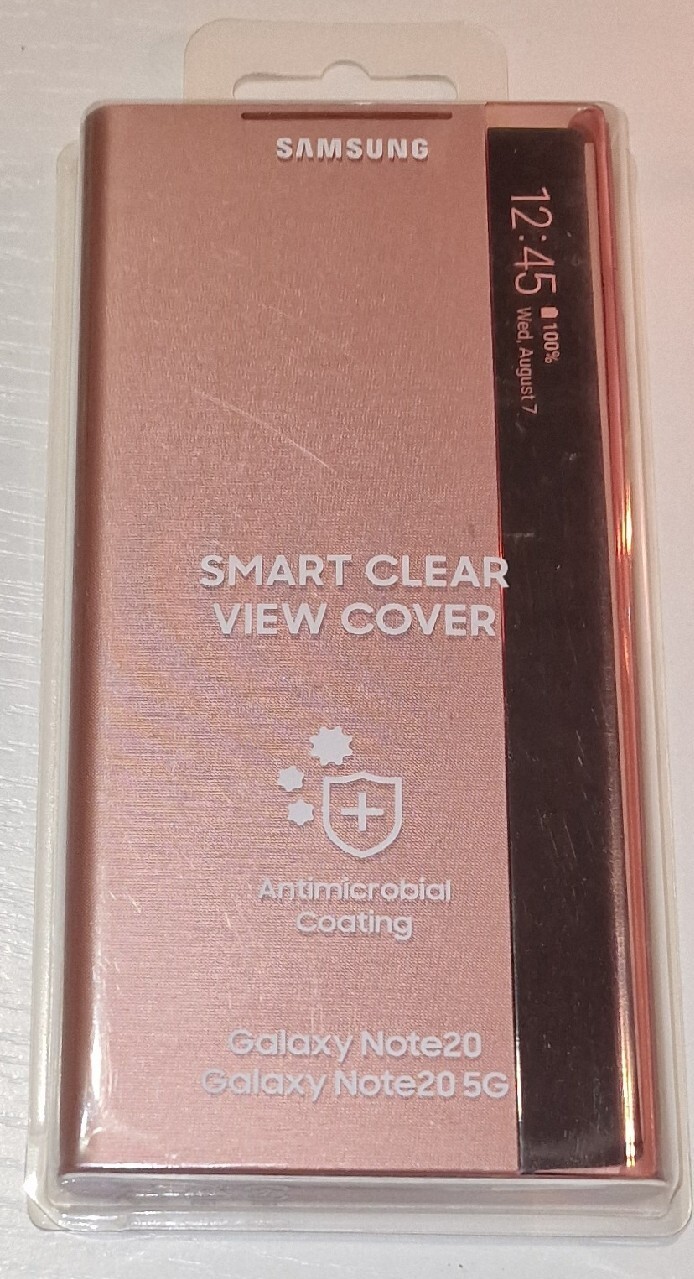 SAMSUNG
12:45
100%
Wed, August 7
SMART CLEAR
VIEW COVER
Antimicrobial
Coating
Galaxy Note20
Galaxy Note20 5G